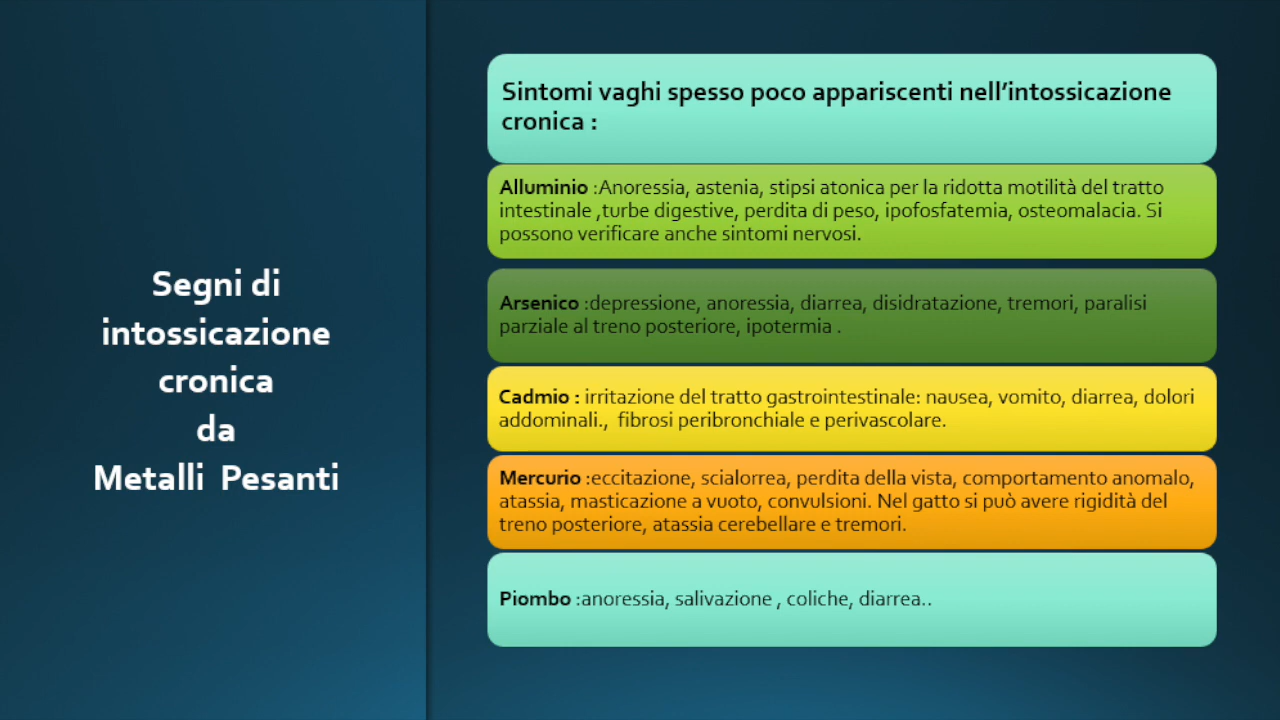 Segni di
intossicazione
cronica
da
Metalli Pesanti
Sintomi vaghi spesso poco appariscenti nell’intossicazione
cronica :
Alluminio :Anoressia, astenia, stipsi atonica per la ridotta motilità del tratto
intestinale ,turbe digestive, perdita di peso, ipofosfatemia, osteomalacia. Si
possono verificare anche sintomi nervosi.
Arsenico :depressione, anoressia, diarrea, disidratazione, tremori, paralisi
parziale al treno posteriore, ipotermia .
Cadmio : irritazione del tratto gastrointestinale: nausea, vomito, diarrea, dolori
addominali., fibrosi peribronchiale e perivascolare.
Mercurio :eccitazione, scialorrea, perdita della vista, comportamento anomalo,
atassia, masticazione a vuoto, convulsioni. Nel gatto si può avere rigidità del
treno posteriore, atassia cerebellare e tremori.
Piombo :anoressia, salivazione , coliche, diarrea..